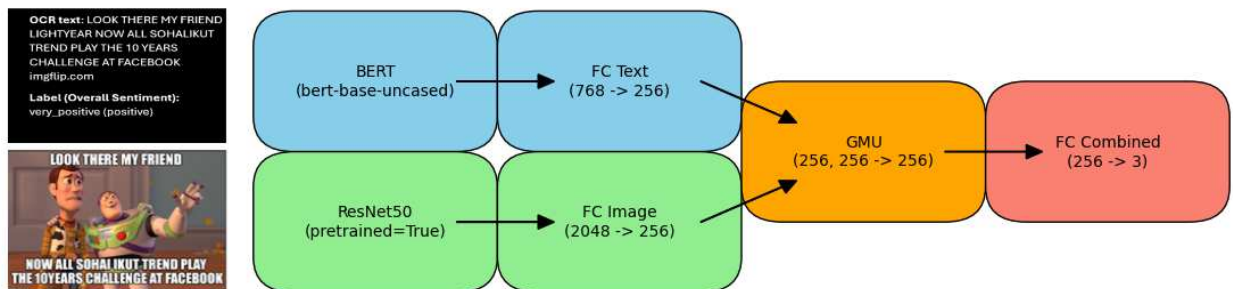 OCR text: LOOK THERE MY FRIEND
LIGHTYEAR NOW ALL SOHALIKUT
TREND PLAY THE 10 YEARS
CHALLENGE AT FACEBOOK
imgflip.com
Label (Overall Sentiment):
very_positive (positive)
LOOK THERE MY FRIEND
NOW ALL SOHALIKUT TREND PLAY
THE 10YEARS CHALLENGE AT FACEBOOK
BERT
(bert-base-uncased)
FC Text
(768 -> 256)
ResNet50
(pretrained=True)
FC Image
(2048 -> 256)
GMU
(256, 256 -> 256)
FC Combined
(256 -> 3)